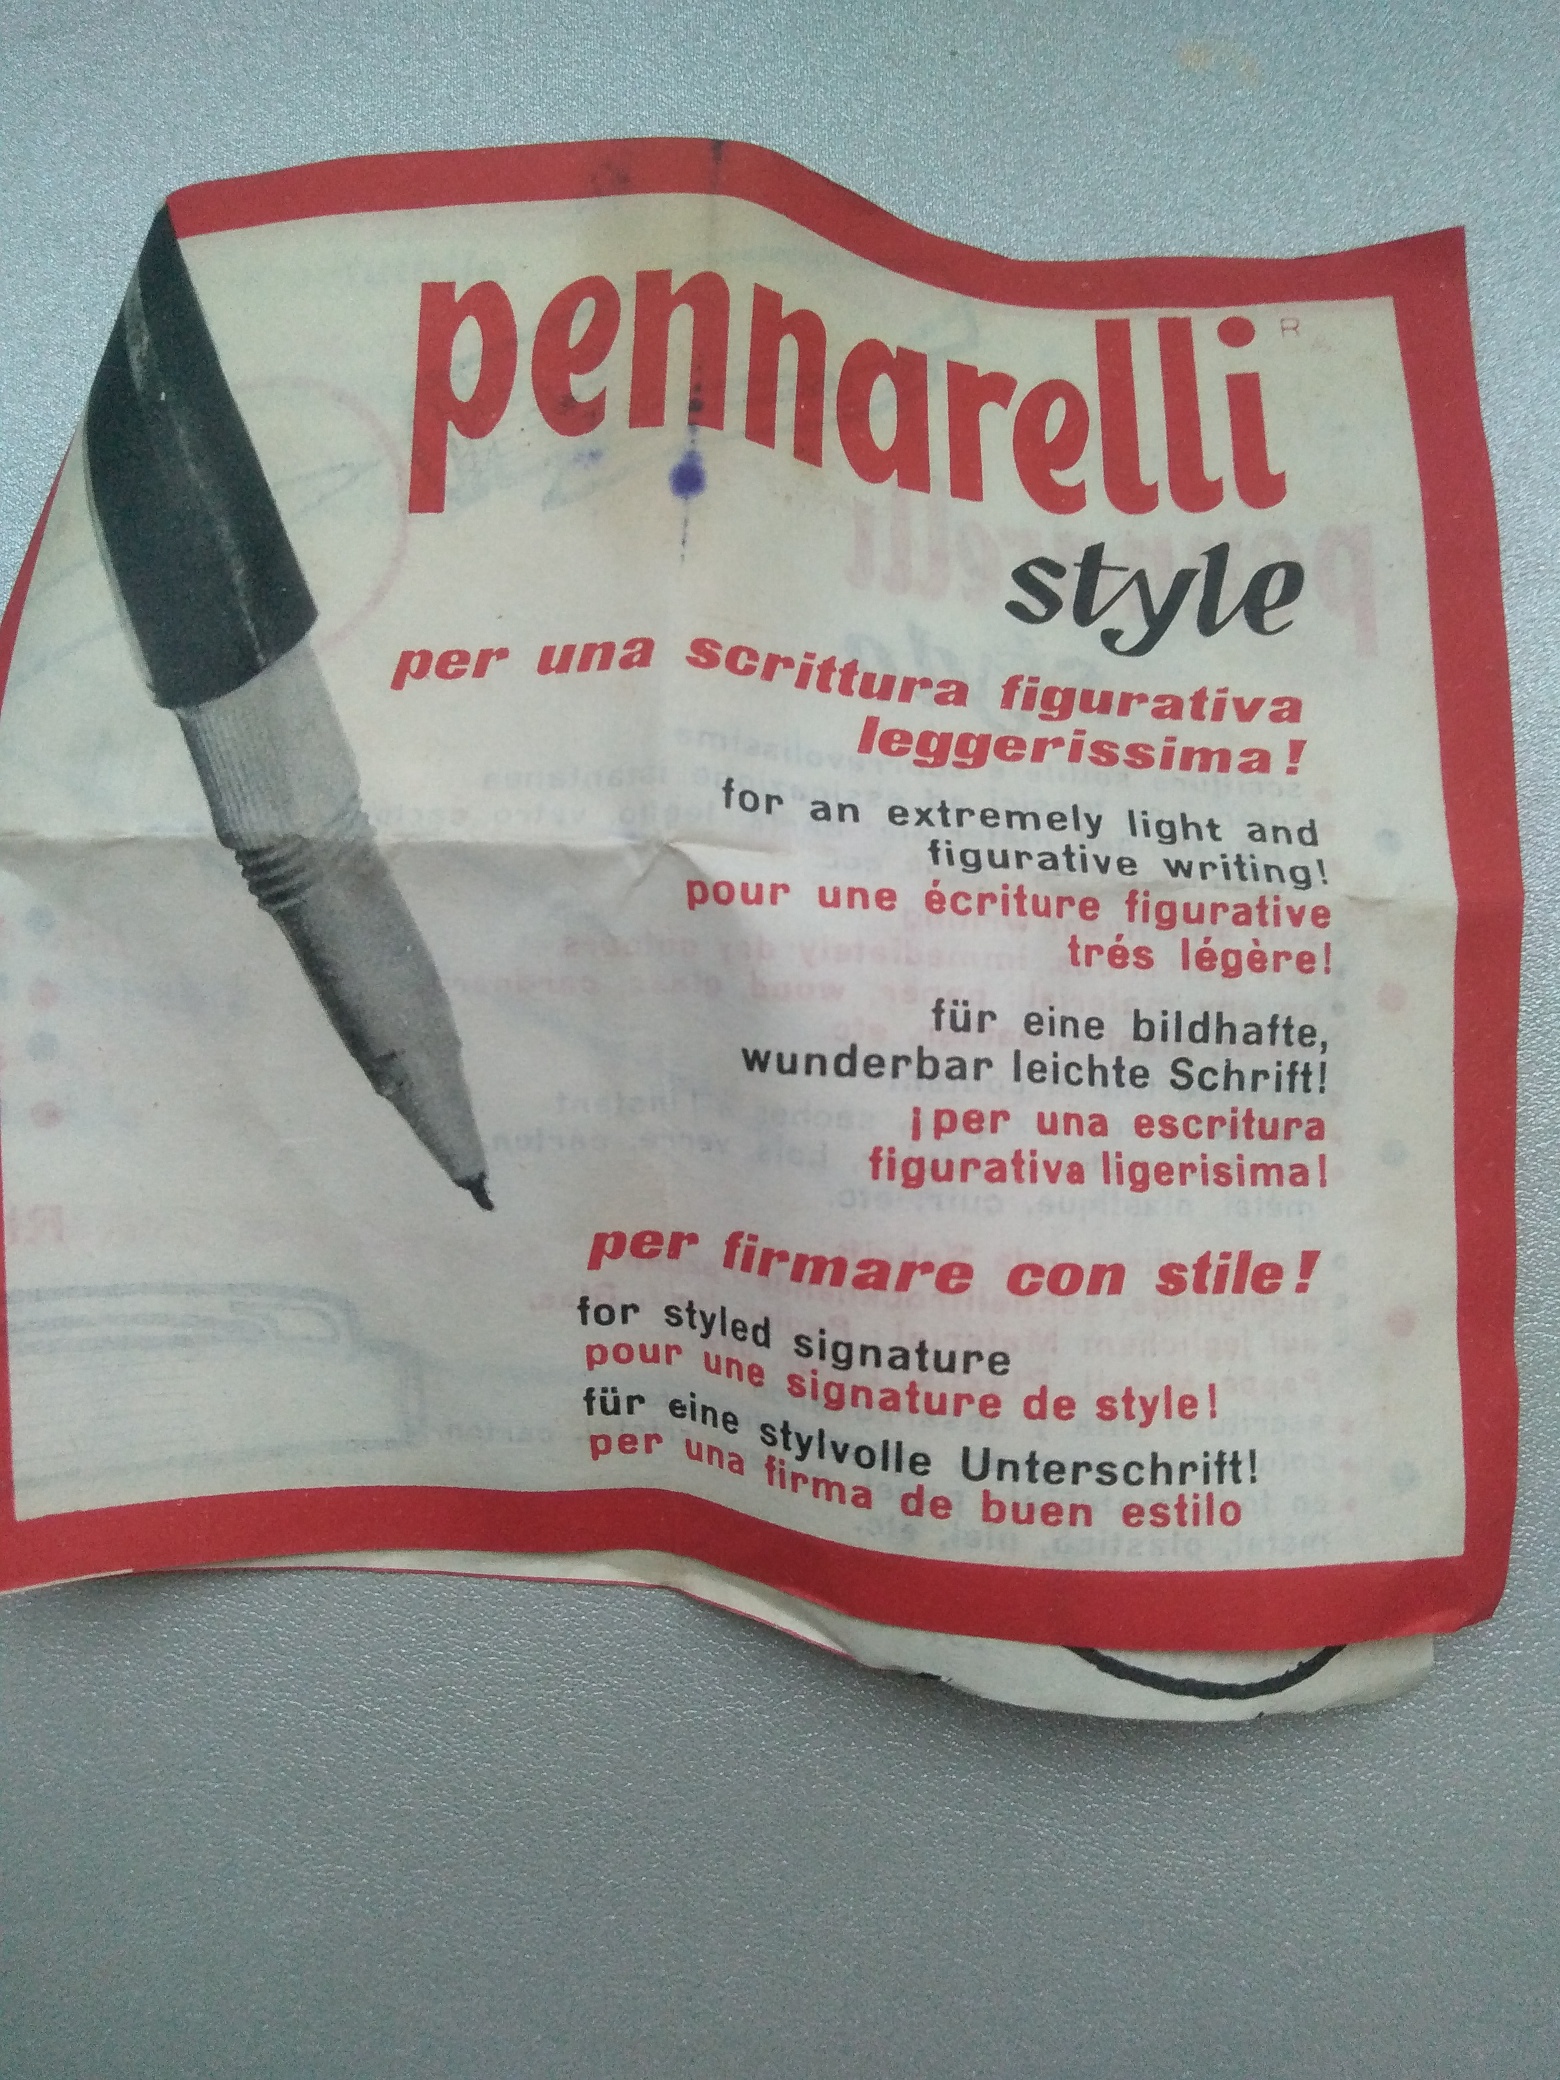 pennarelli
R
style
per una scrittura figurativa
leggerissima!
for an extremely light and
figurative writing!
pour une écriture figurative
trés légère!
für eine bildhafte,
wunderbar leichte Schrift!
¡per una escritura
figurativa ligerisima!
per firmare con stile!
for styled signature
pour une signature de style!
für eine stylvolle Unterschrift!
per una firma de buen estilo